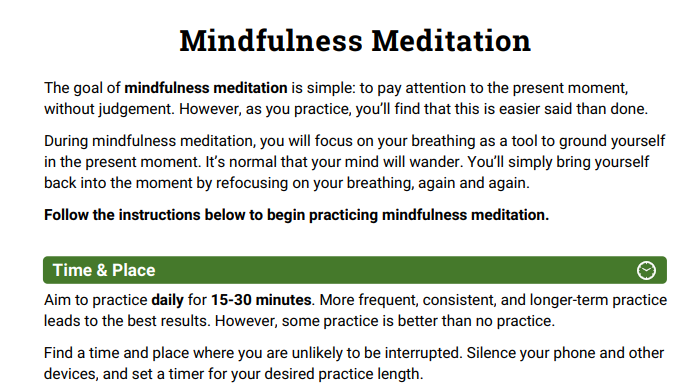 Mindfulness Meditation
The goal of mindfulness meditation is simple: to pay attention to the present moment,
without judgement. However, as you practice, you’ll find that this is easier said than done.
During mindfulness meditation, you will focus on your breathing as a tool to ground yourself
in the present moment. It’s normal that your mind will wander. You’ll simply bring yourself
back into the moment by refocusing on your breathing, again and again.
Follow the instructions below to begin practicing mindfulness meditation.
Time & Place
Aim to practice daily for 15-30 minutes. More frequent, consistent, and longer-term practice
leads to the best results. However, some practice is better than no practice.
Find a time and place where you are unlikely to be interrupted. Silence your phone and other
devices, and set a timer for your desired practice length.